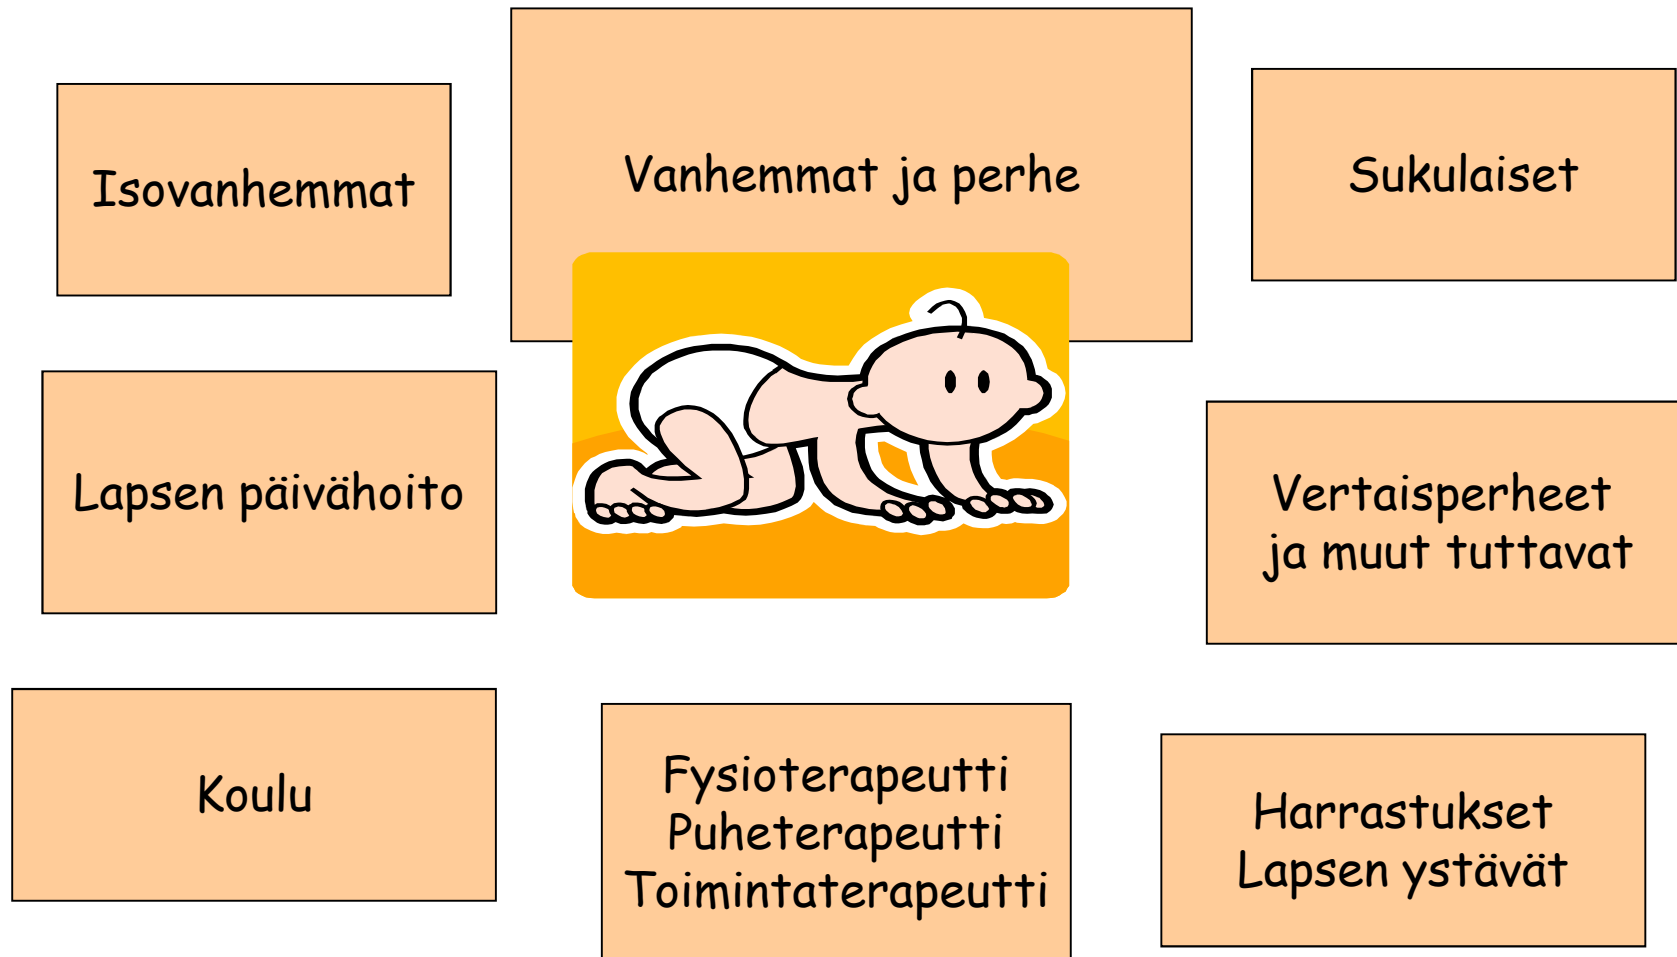 Isovanhemmat
Vanhemmat ja perhe
Sukulaiset
Lapsen päivähoito
Vertaisperheet
ja muut tuttavat
Koulu
Fysioterapeutti
Puheterapeutti
Toimintaterapeutti
Harrastukset
Lapsen ystävät